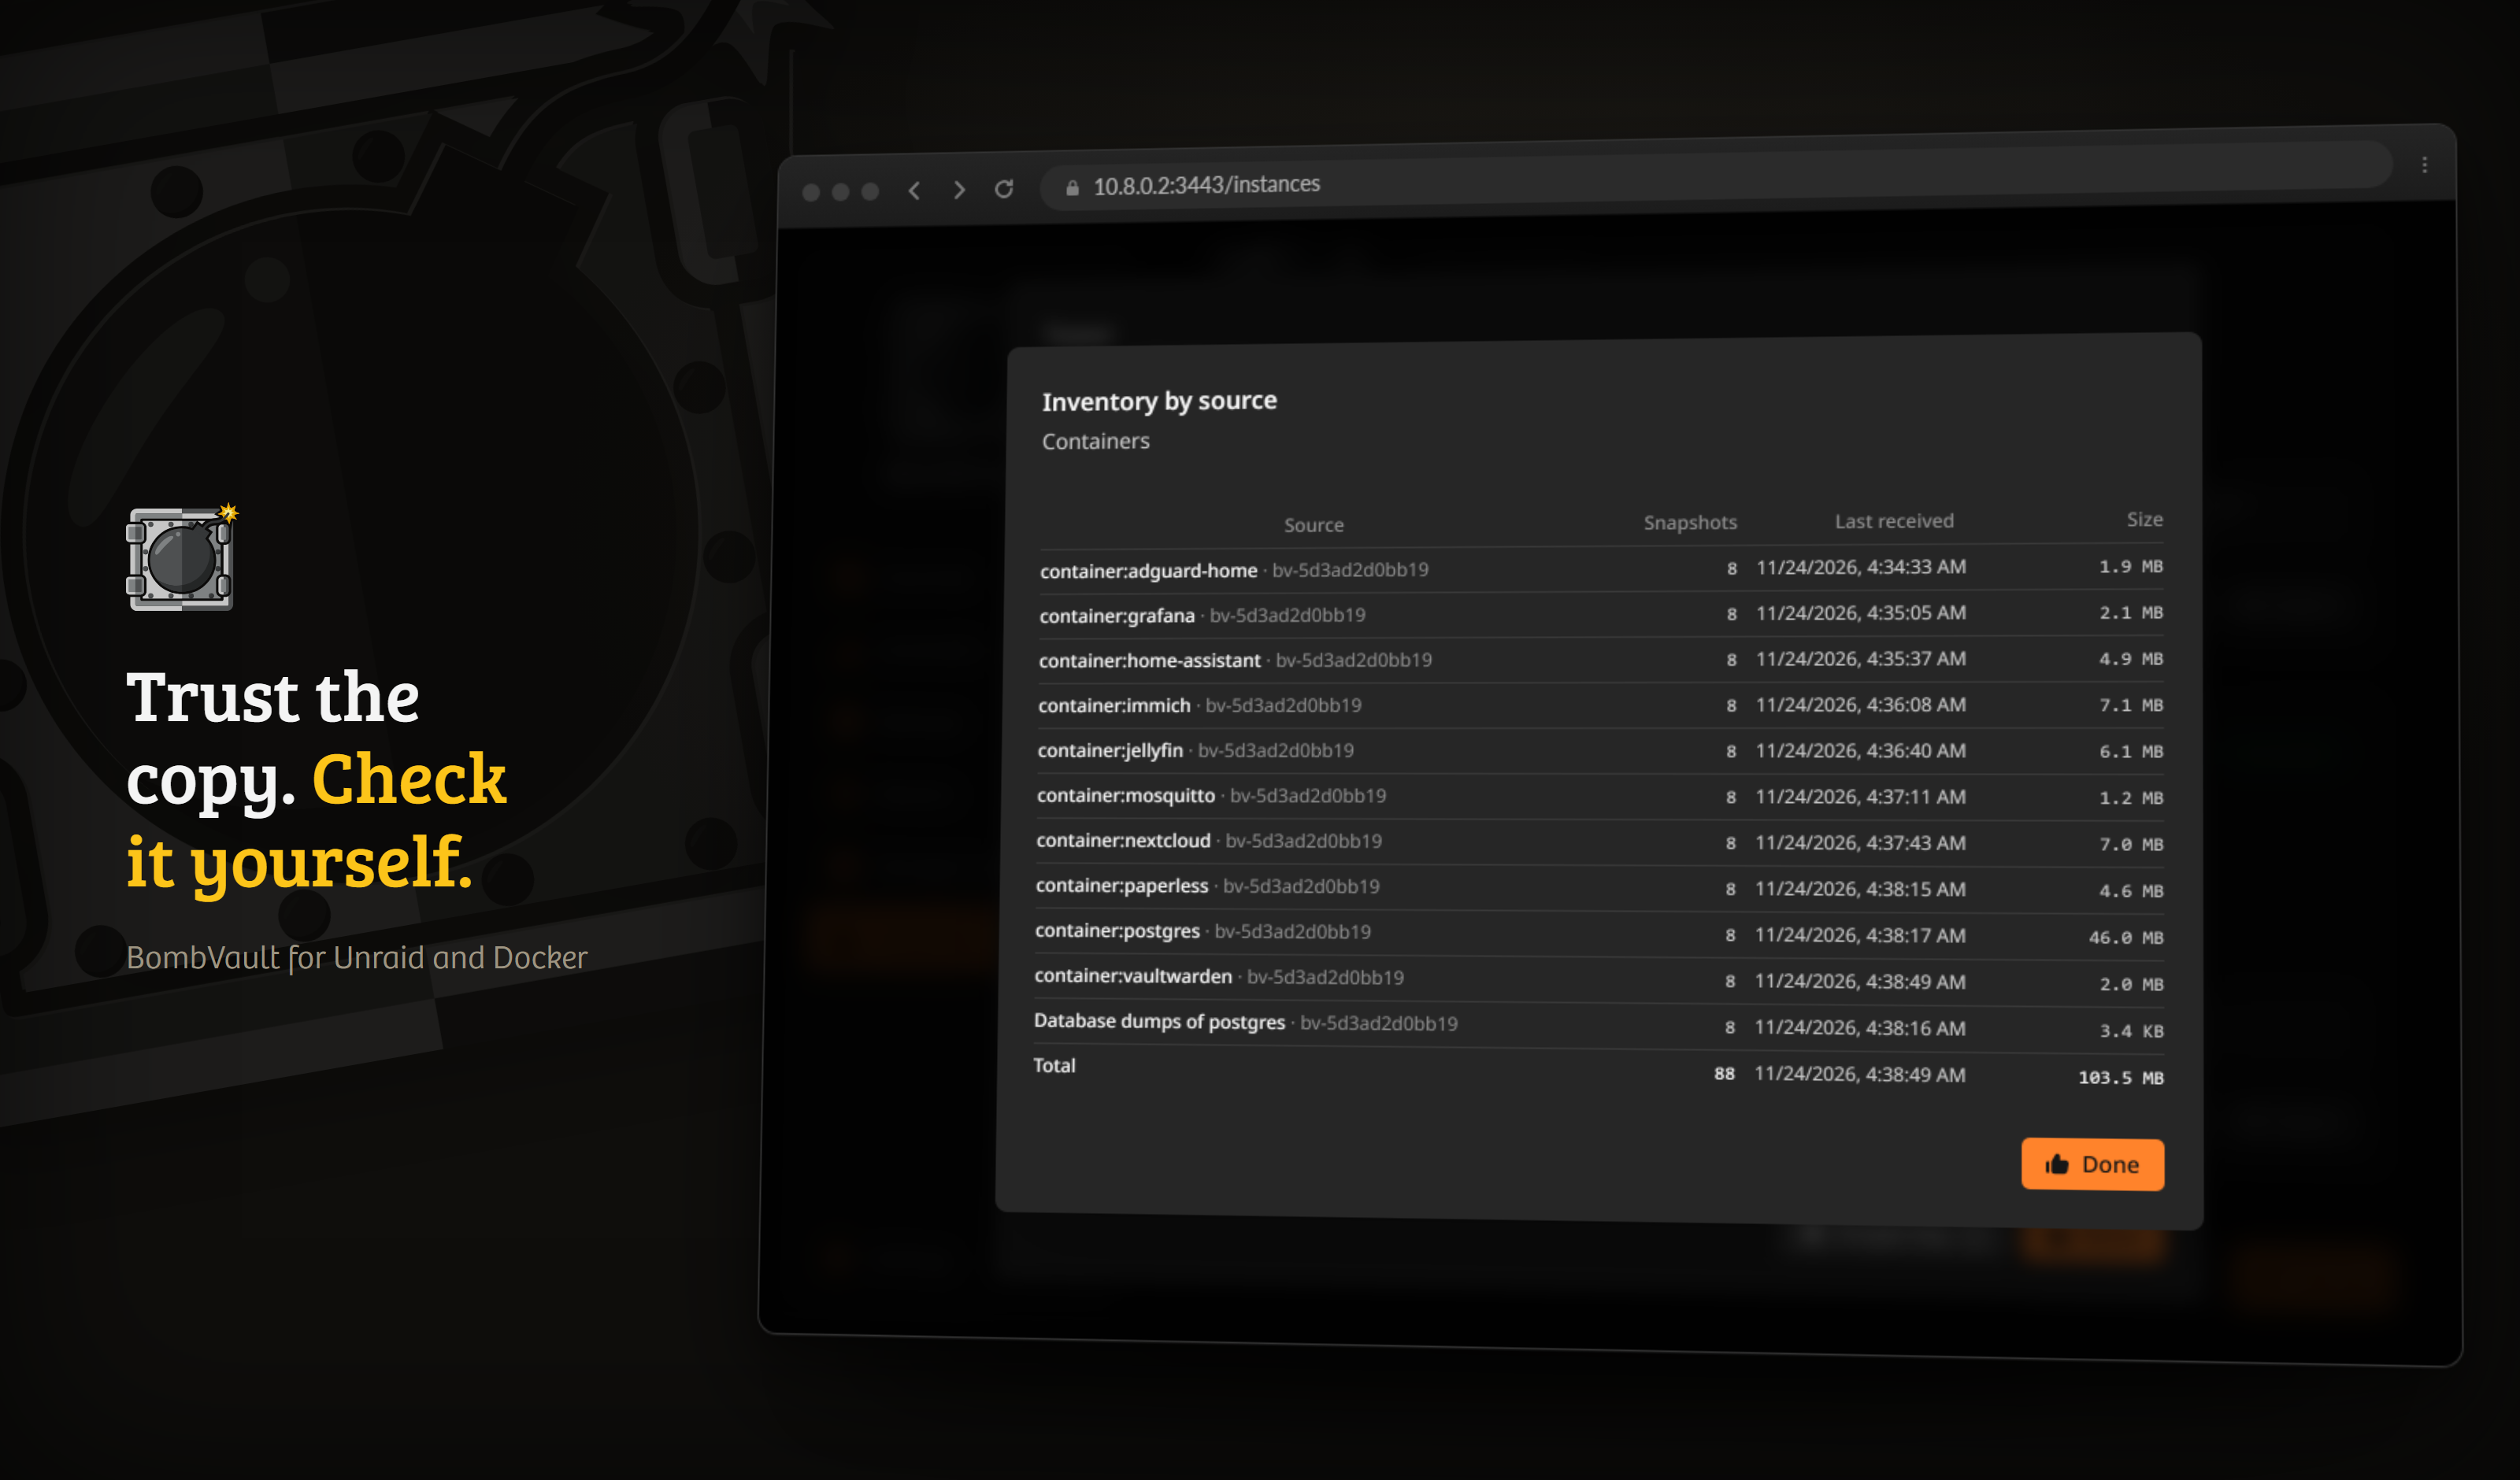 Trust the
copy. Check
it yourself.
BombVault for Unraid and Docker
10.8.0.2:3443/instances
Inventory by source
Containers
Source Snapshots Last received Size
container:adguard-home · bv-5d3ad2d0bb19 8 11/24/2026, 4:34:33 AM 1.9 MB
container:grafana · bv-5d3ad2d0bb19 8 11/24/2026, 4:35:05 AM 2.1 MB
container:home-assistant · bv-5d3ad2d0bb19 8 11/24/2026, 4:35:37 AM 4.9 MB
container:immich · bv-5d3ad2d0bb19 8 11/24/2026, 4:36:08 AM 7.1 MB
container:jellyfin · bv-5d3ad2d0bb19 8 11/24/2026, 4:36:40 AM 6.1 MB
container:mosquitto · bv-5d3ad2d0bb19 8 11/24/2026, 4:37:11 AM 1.2 MB
container:nextcloud · bv-5d3ad2d0bb19 8 11/24/2026, 4:37:43 AM 7.0 MB
container:paperless · bv-5d3ad2d0bb19 8 11/24/2026, 4:38:15 AM 4.6 MB
container:postgres · bv-5d3ad2d0bb19 8 11/24/2026, 4:38:17 AM 46.0 MB
container:vaultwarden · bv-5d3ad2d0bb19 8 11/24/2026, 4:38:49 AM 2.0 MB
Database dumps of postgres · bv-5d3ad2d0bb19 8 11/24/2026, 4:38:16 AM 3.4 KB
Total 88 11/24/2026, 4:38:49 AM 103.5 MB
Done